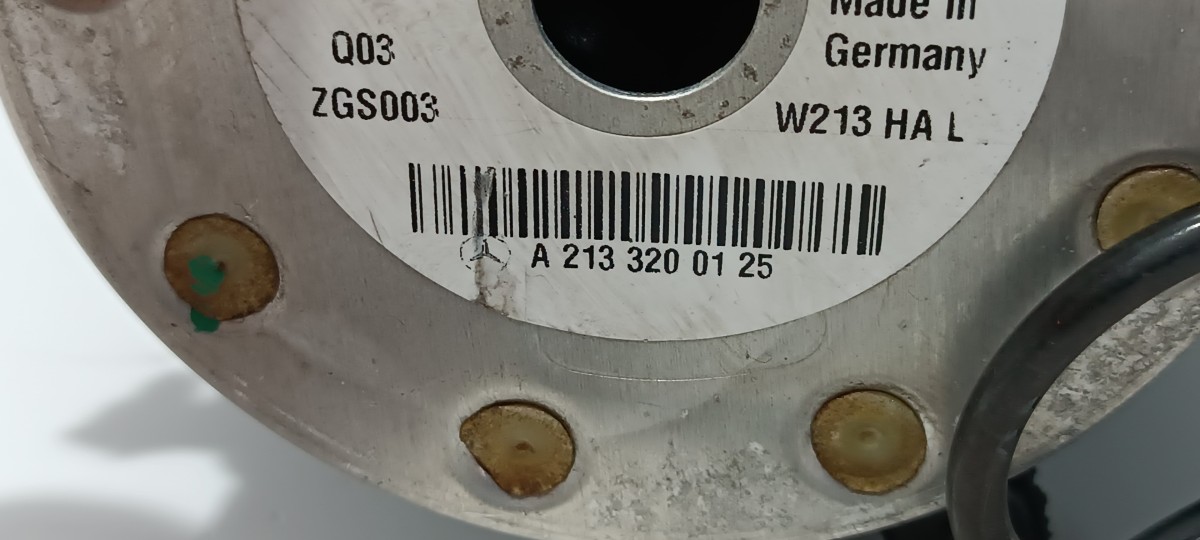 Made in
Germany
Q03
ZGS003
W213 HA L
A 213 320 01 25